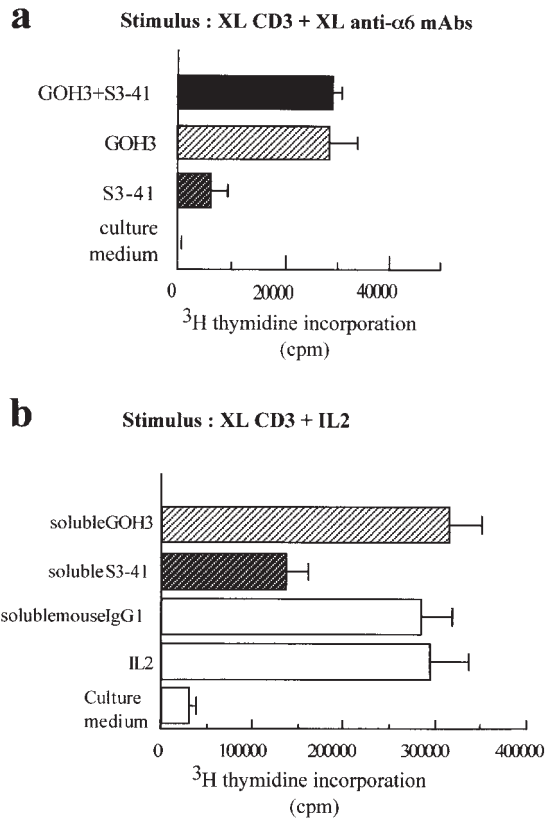 a
Stimulus : XL CD3 + XL anti-α6 mAbs
GOH3+S3-41
GOH3
S3-41
culture
medium
0 20000 40000
³H thymidine incorporation
(cpm)
b
Stimulus : XL CD3 + IL2
solubleGOH3
solubleS3-41
solublemouseIgG1
IL2
Culture
medium
0 100000 200000 300000 400000
³H thymidine incorporation
(cpm)